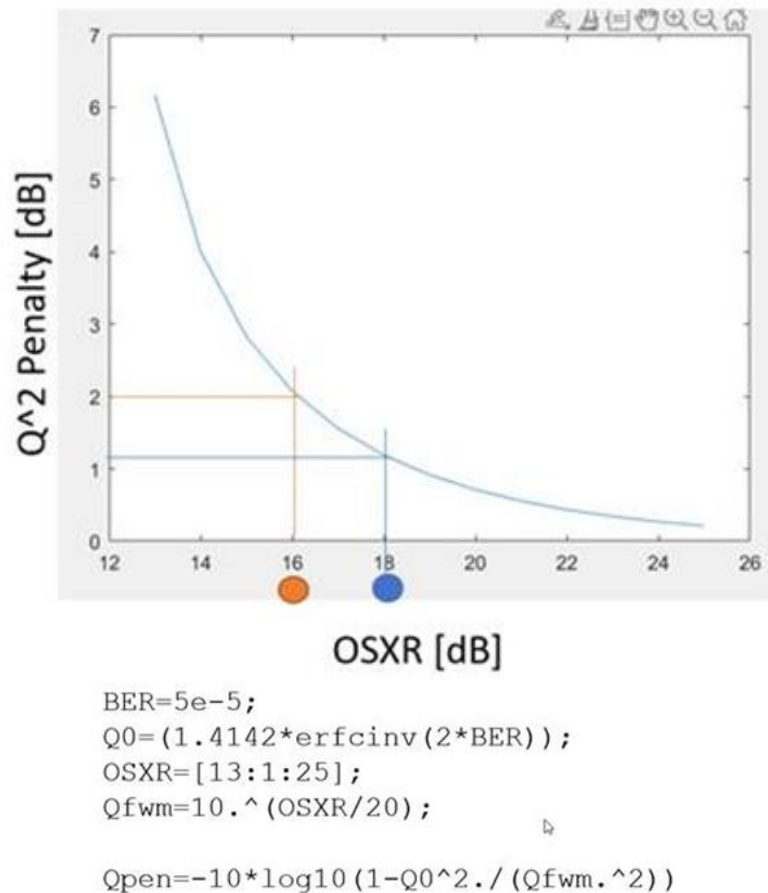 7
6
5
4
3
2
1
0
Q^2 Penalty [dB]
12 14 16 18 20 22 24 26
OSXR [dB]
BER=5e-5;
Q0=(1.4142*erfcinv(2*BER));
OSXR=[13:1:25];
Qfwm=10.^(OSXR/20);
Qpen=-10*log10(1-Q0^2./(Qfwm.^2))